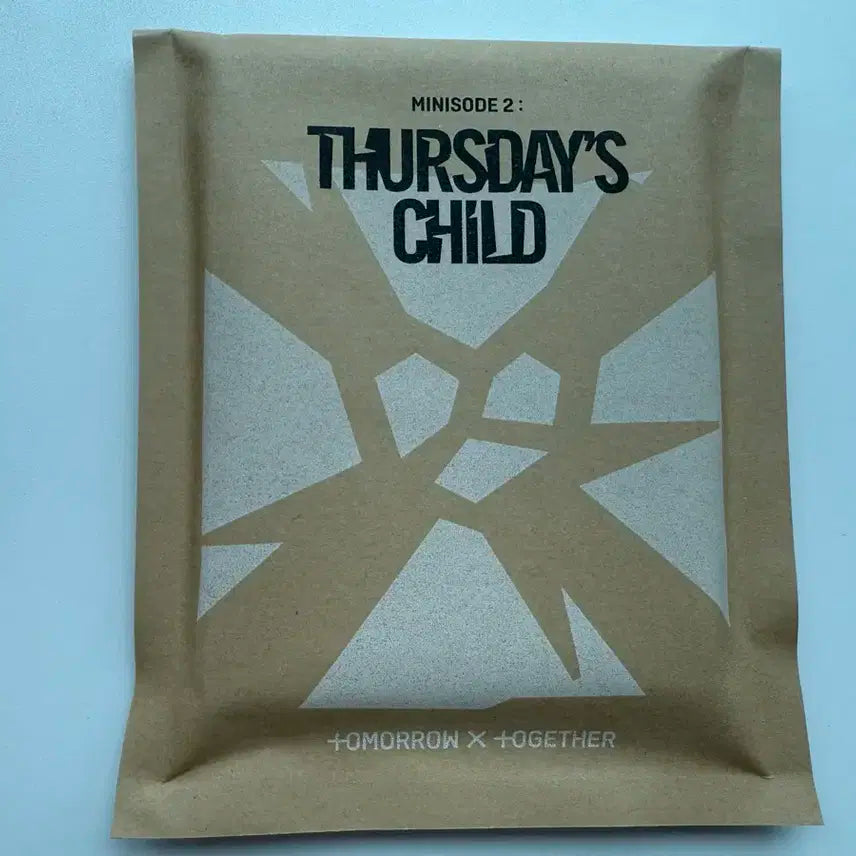 MINISODE 2 :
THURSDAY'S
CHILD
TOMORROW X TOGETHER